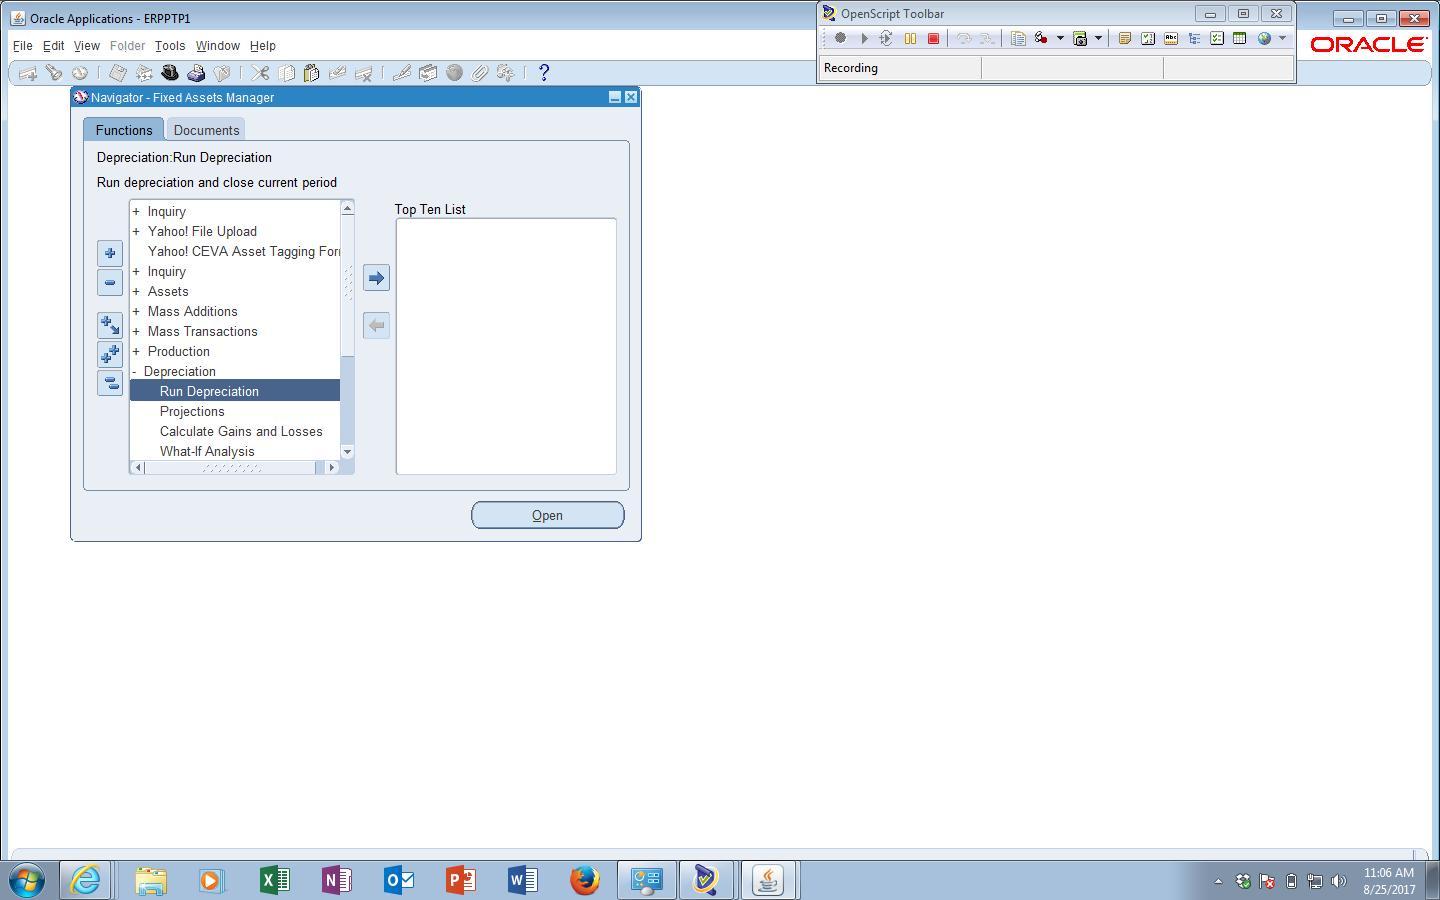 Oracle Applications - ERPPTP1
OpenScript Toolbar
File Edit View Folder Tools Window Help
ORACLE
Recording
Navigator - Fixed Assets Manager
Functions Documents
Depreciation:Run Depreciation
Run depreciation and close current period
Top Ten List
+ Inquiry
+ Yahoo! File Upload
Yahoo! CEVA Asset Tagging For
+ Inquiry
+ Assets
+ Mass Additions
+ Mass Transactions
+ Production
- Depreciation
Run Depreciation
Projections
Calculate Gains and Losses
What-If Analysis
Open
11:06 AM
8/25/2017